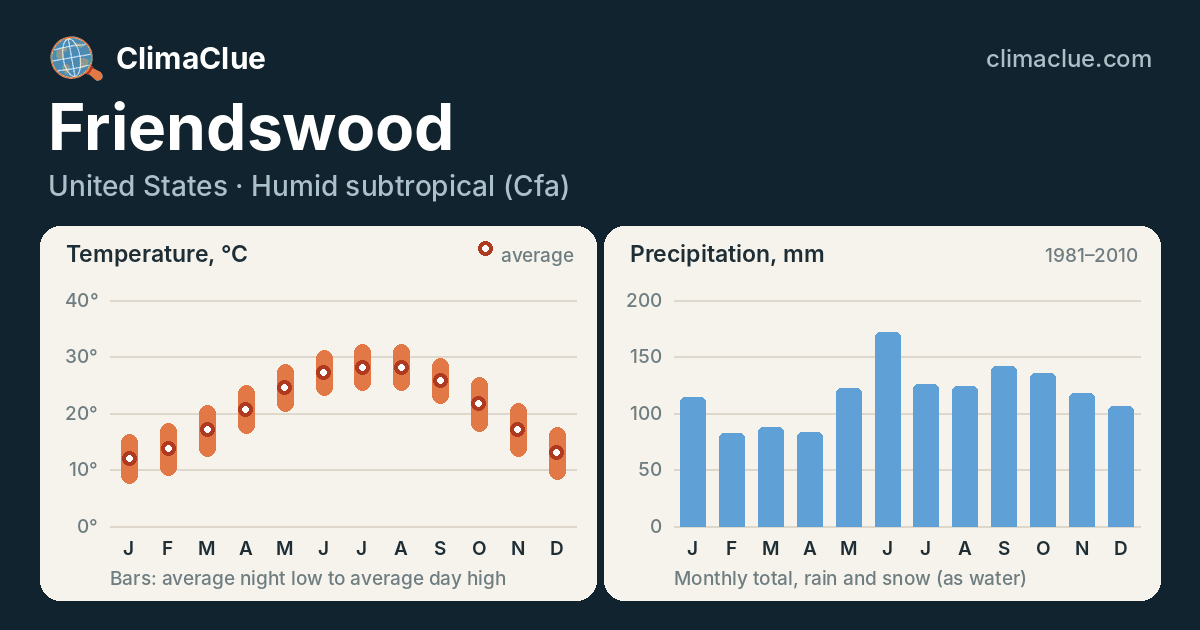 ClimaClue
climaclue.com
Friendswood
United States · Humid subtropical (Cfa)
Temperature, °C
average
40°
30°
20°
10°
0°
J F M A M J J A S O N D
Bars: average night low to average day high
Precipitation, mm
1981–2010
200
150
100
50
0
J F M A M J J A S O N D
Monthly total, rain and snow (as water)